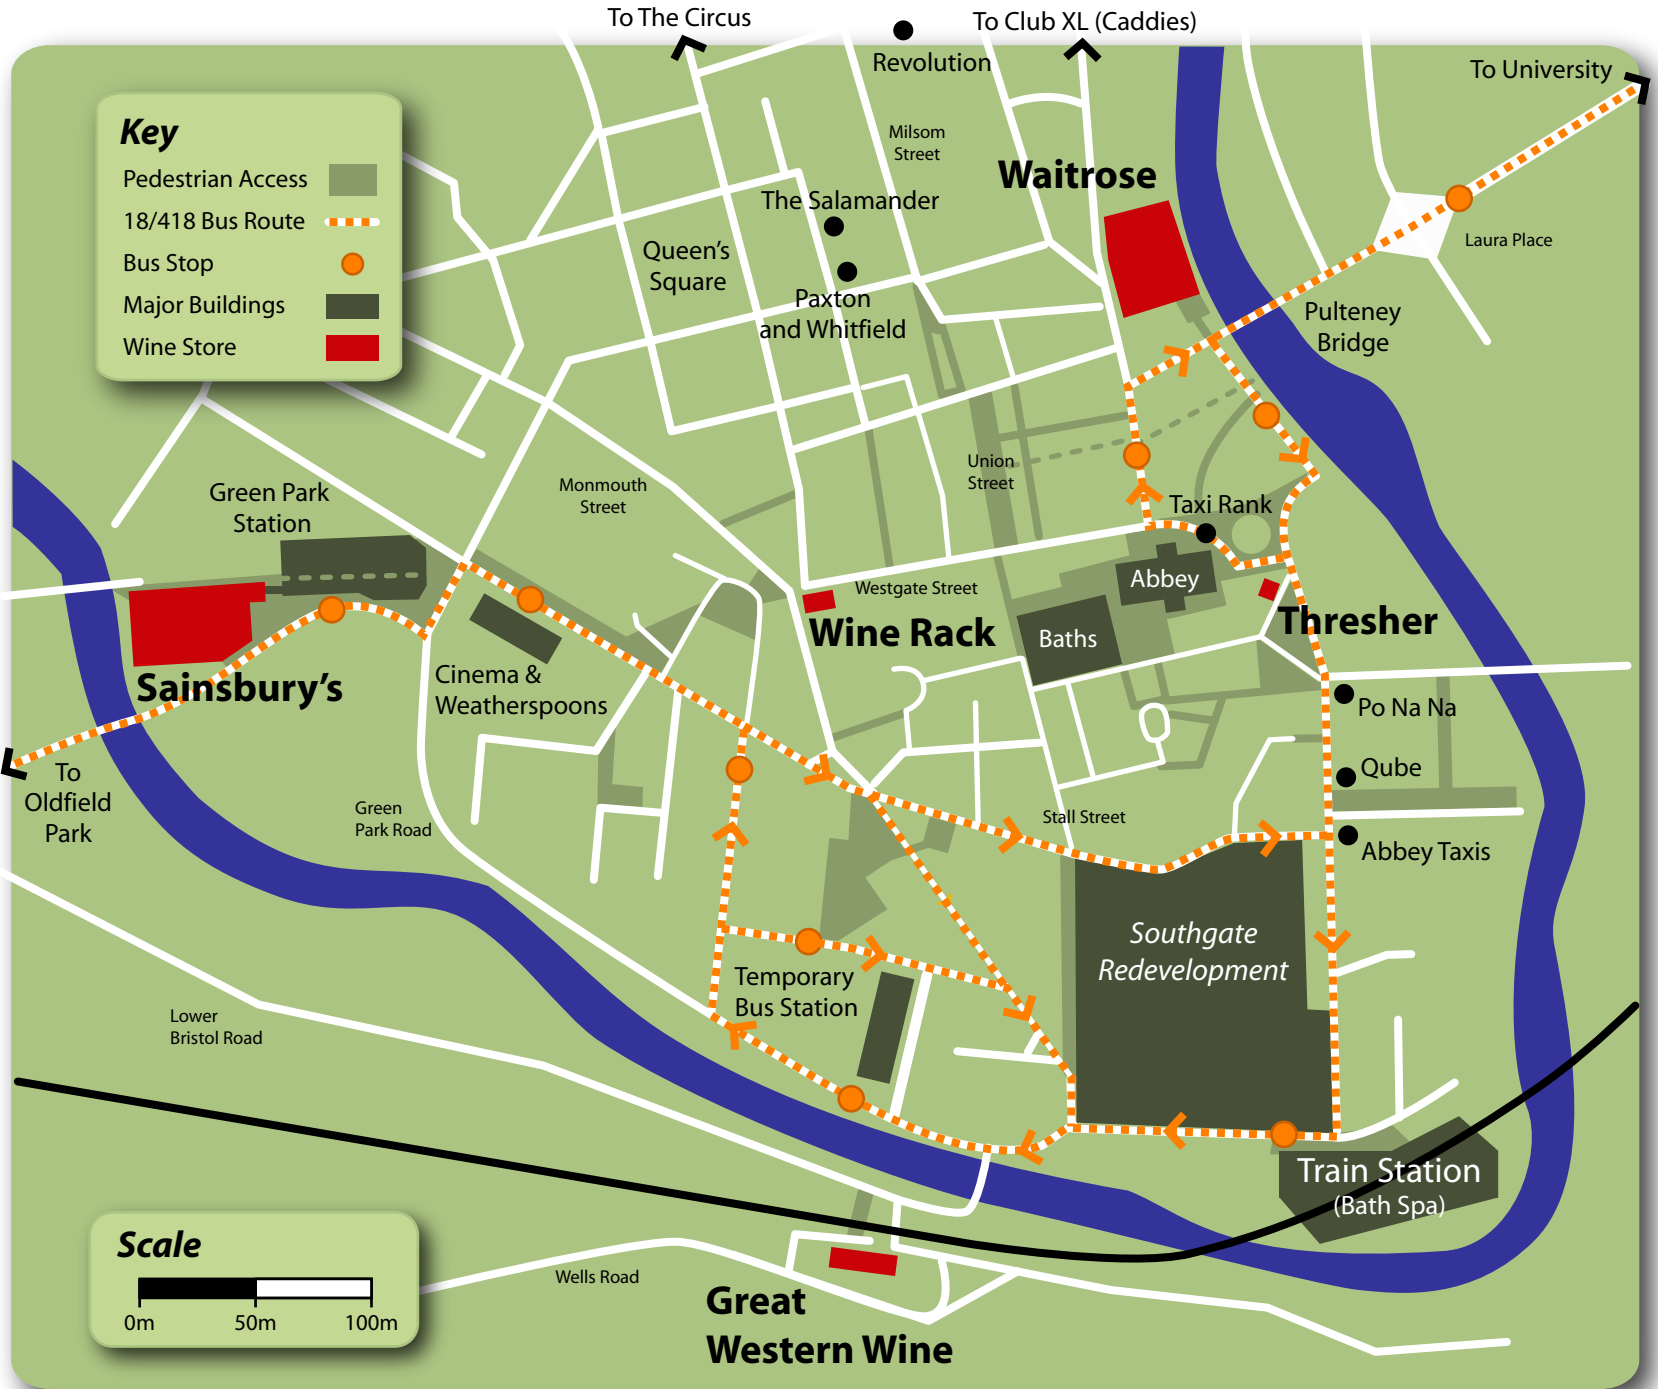 To The Circus
To Club XL (Caddies)
Revolution
To University
Key
Pedestrian Access
18/418 Bus Route
Bus Stop
Major Buildings
Wine Store
Milsom
Street
Waitrose
The Salamander
Queen's
Square
Laura Place
Paxton
and Whitfield
Pulteney
Bridge
Green Park
Station
Monmouth
Street
Union
Street
Taxi Rank
Abbey
Westgate Street
Baths
Wine Rack
Thresher
Sainsbury's
Cinema &
Weatherspoons
Po Na Na
Qube
To
Oldfield
Park
Green
Park Road
Stall Street
Abbey Taxis
Southgate
Redevelopment
Temporary
Bus Station
Lower
Bristol Road
Train Station
(Bath Spa)
Scale
0m 50m 100m
Wells Road
Great
Western Wine